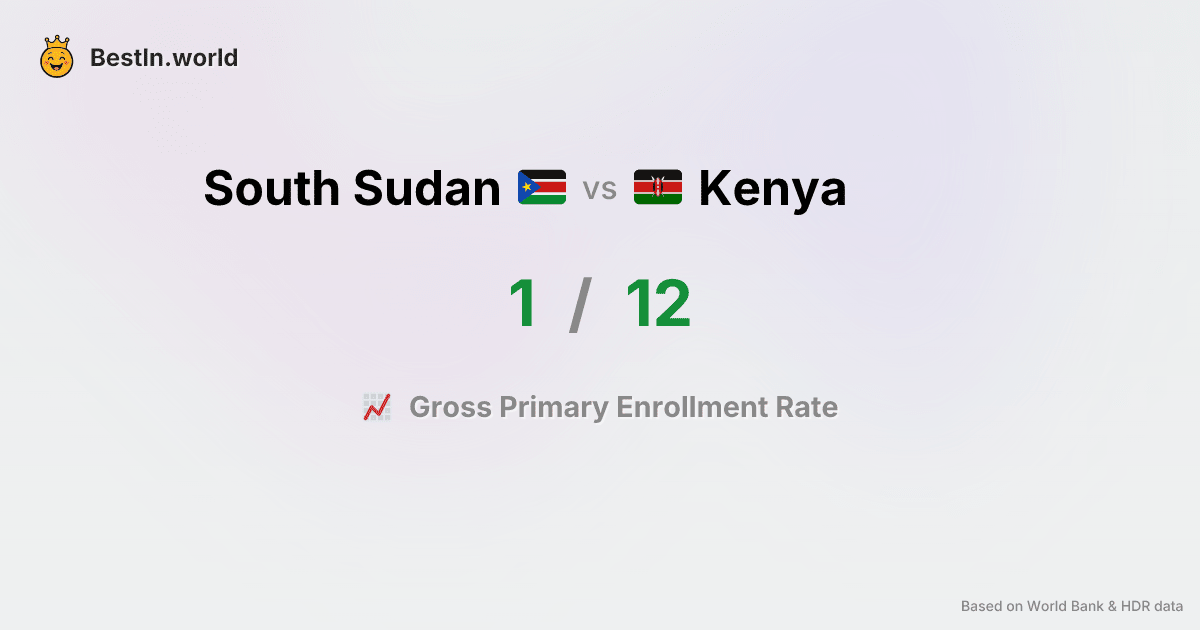 BestIn.world
South Sudan vs Kenya
1 / 12
Gross Primary Enrollment Rate
Based on World Bank & HDR data